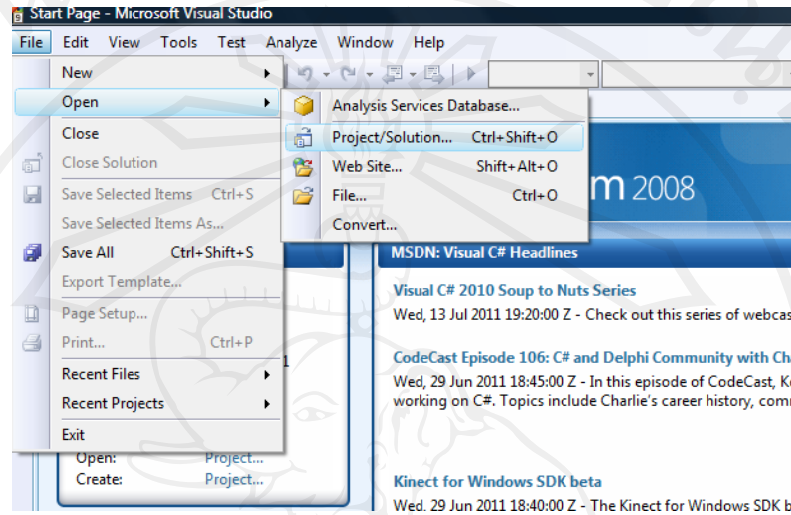 Start Page - Microsoft Visual Studio
File Edit View Tools Test Analyze Window Help
New
Open
Close
Close Solution
Save Selected Items Ctrl+S
Save Selected Items As...
Save All Ctrl+Shift+S
Export Template...
Page Setup...
Print... Ctrl+P
Recent Files
Recent Projects
Exit
Analysis Services Database...
Project/Solution... Ctrl+Shift+O
Web Site... Shift+Alt+O
File... Ctrl+O
Convert...
m 2008
1
Open: Project...
Create: Project...
MSDN: Visual C# Headlines
Visual C# 2010 Soup to Nuts Series
Wed, 13 Jul 2011 19:20:00 Z - Check out this series of webcas
CodeCast Episode 106: C# and Delphi Community with Cha
Wed, 29 Jun 2011 18:45:00 Z - In this episode of CodeCast, K
working on C#. Topics include Charlie's career history, com
Kinect for Windows SDK beta
Wed, 29 Jun 2011 18:40:00 Z - The Kinect for Windows SDK b